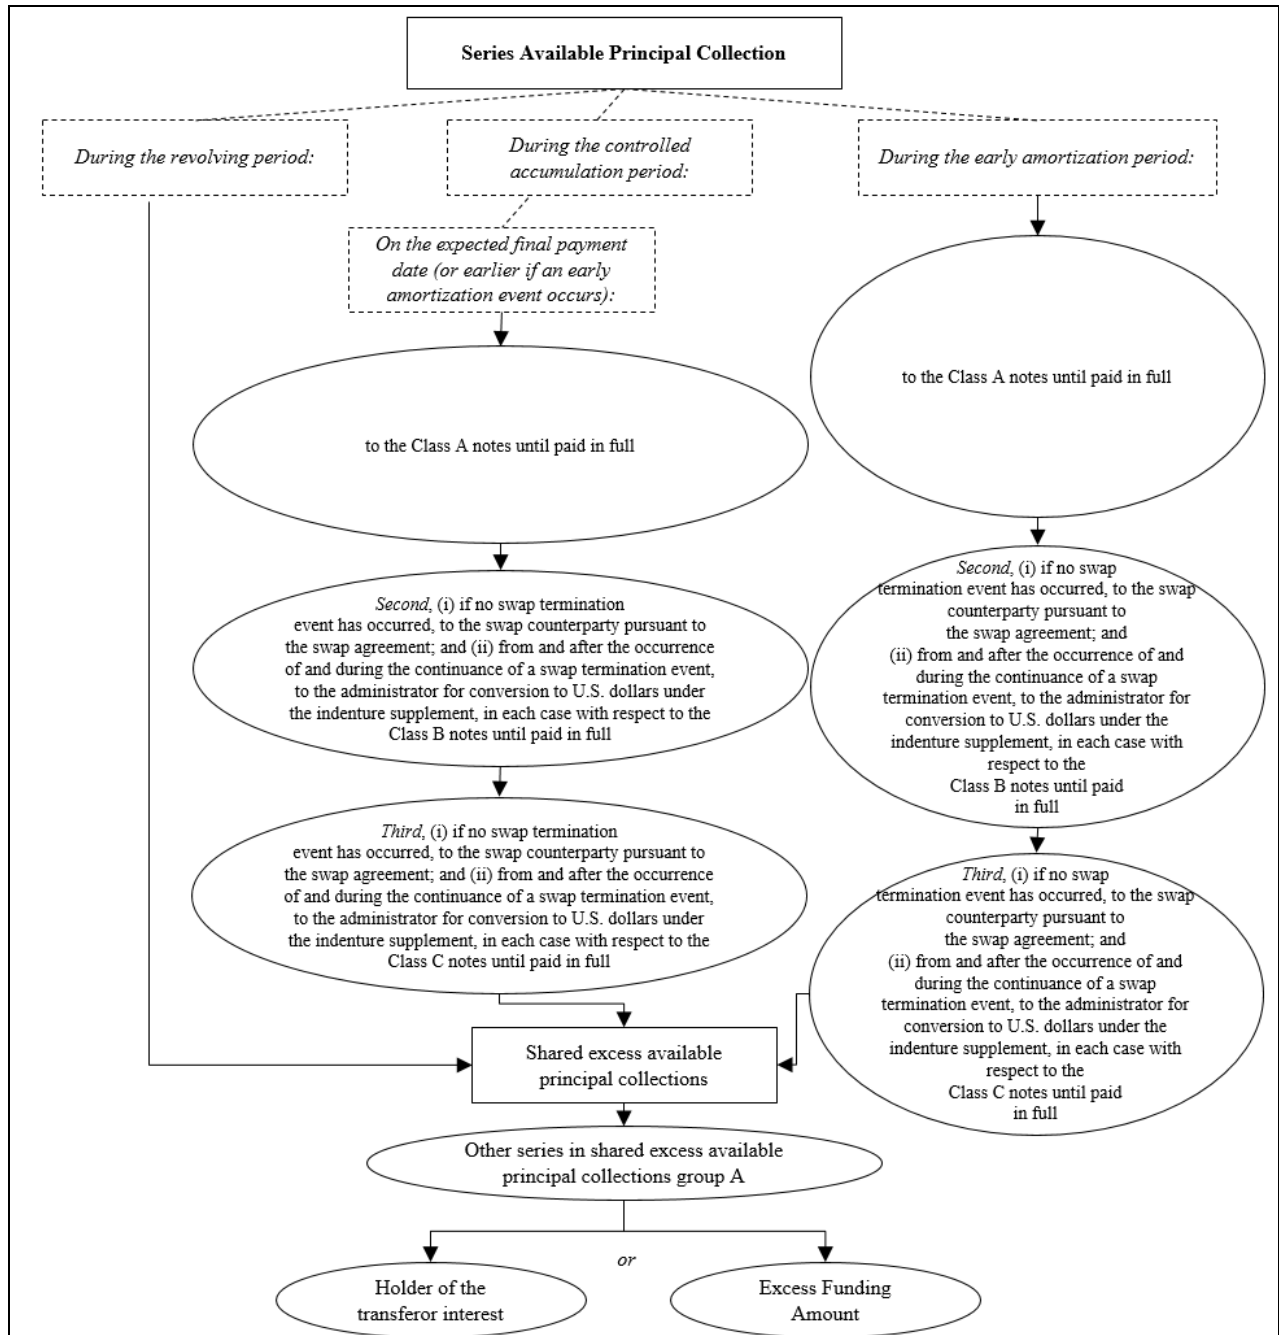 Series Available Principal Collection
During the revolving period:
During the controlled
accumulation period:
During the early amortization period:
On the expected final payment
date (or earlier if an early
amortization event occurs):
to the Class A notes until paid in full
to the Class A notes until paid in full
Second, (i) if no swap termination
event has occurred, to the swap counterparty pursuant to
the swap agreement; and (ii) from and after the occurrence
of and during the continuance of a swap termination event,
to the administrator for conversion to U.S. dollars under
the indenture supplement, in each case with respect to the
Class B notes until paid in full
Second, (i) if no swap
termination event has occurred, to the swap
counterparty pursuant to
the swap agreement; and
(ii) from and after the occurrence of and
during the continuance of a swap
termination event, to the administrator for
conversion to U.S. dollars under the
indenture supplement, in each case with
respect to the
Class B notes until paid
in full
Third, (i) if no swap termination
event has occurred, to the swap counterparty pursuant to
the swap agreement; and (ii) from and after the occurrence
of and during the continuance of a swap termination event,
to the administrator for conversion to U.S. dollars under
the indenture supplement, in each case with respect to the
Class C notes until paid in full
Third, (i) if no swap
termination event has occurred, to the swap
counterparty pursuant to
the swap agreement; and
(ii) from and after the occurrence of and
during the continuance of a swap
termination event, to the administrator for
conversion to U.S. dollars under the
indenture supplement, in each case with
respect to the
Class C notes until paid
in full
Shared excess available
principal collections
Other series in shared excess available
principal collections group A
or
Holder of the
transferor interest
Excess Funding
Amount